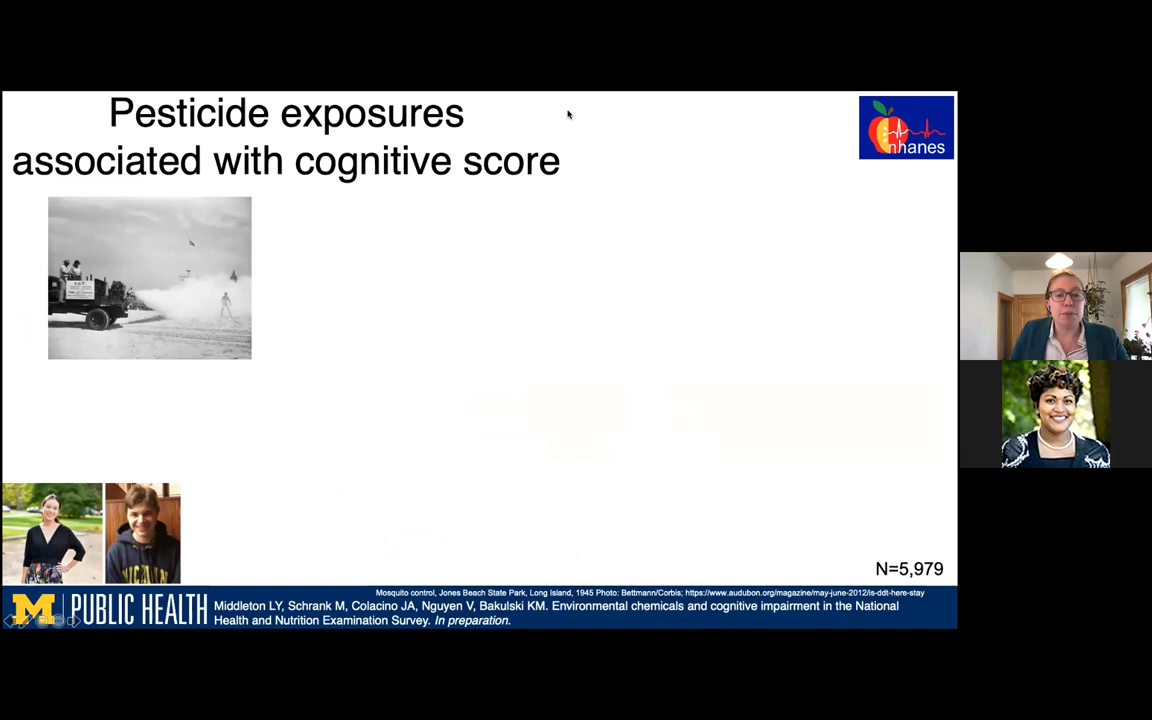 Pesticide exposures
associated with cognitive score
nhanes
N=5,979
Mosquito control, Jones Beach State Park, Long Island, 1945 Photo: Bettmann/Corbis; https://www.audubon.org/magazine/may-june-2012/is-ddt-here-stay
M PUBLIC HEALTH
Middleton LY, Schrank M, Colacino JA, Nguyen V, Bakulski KM. Environmental chemicals and cognitive impairment in the National
Health and Nutrition Examination Survey. In preparation.